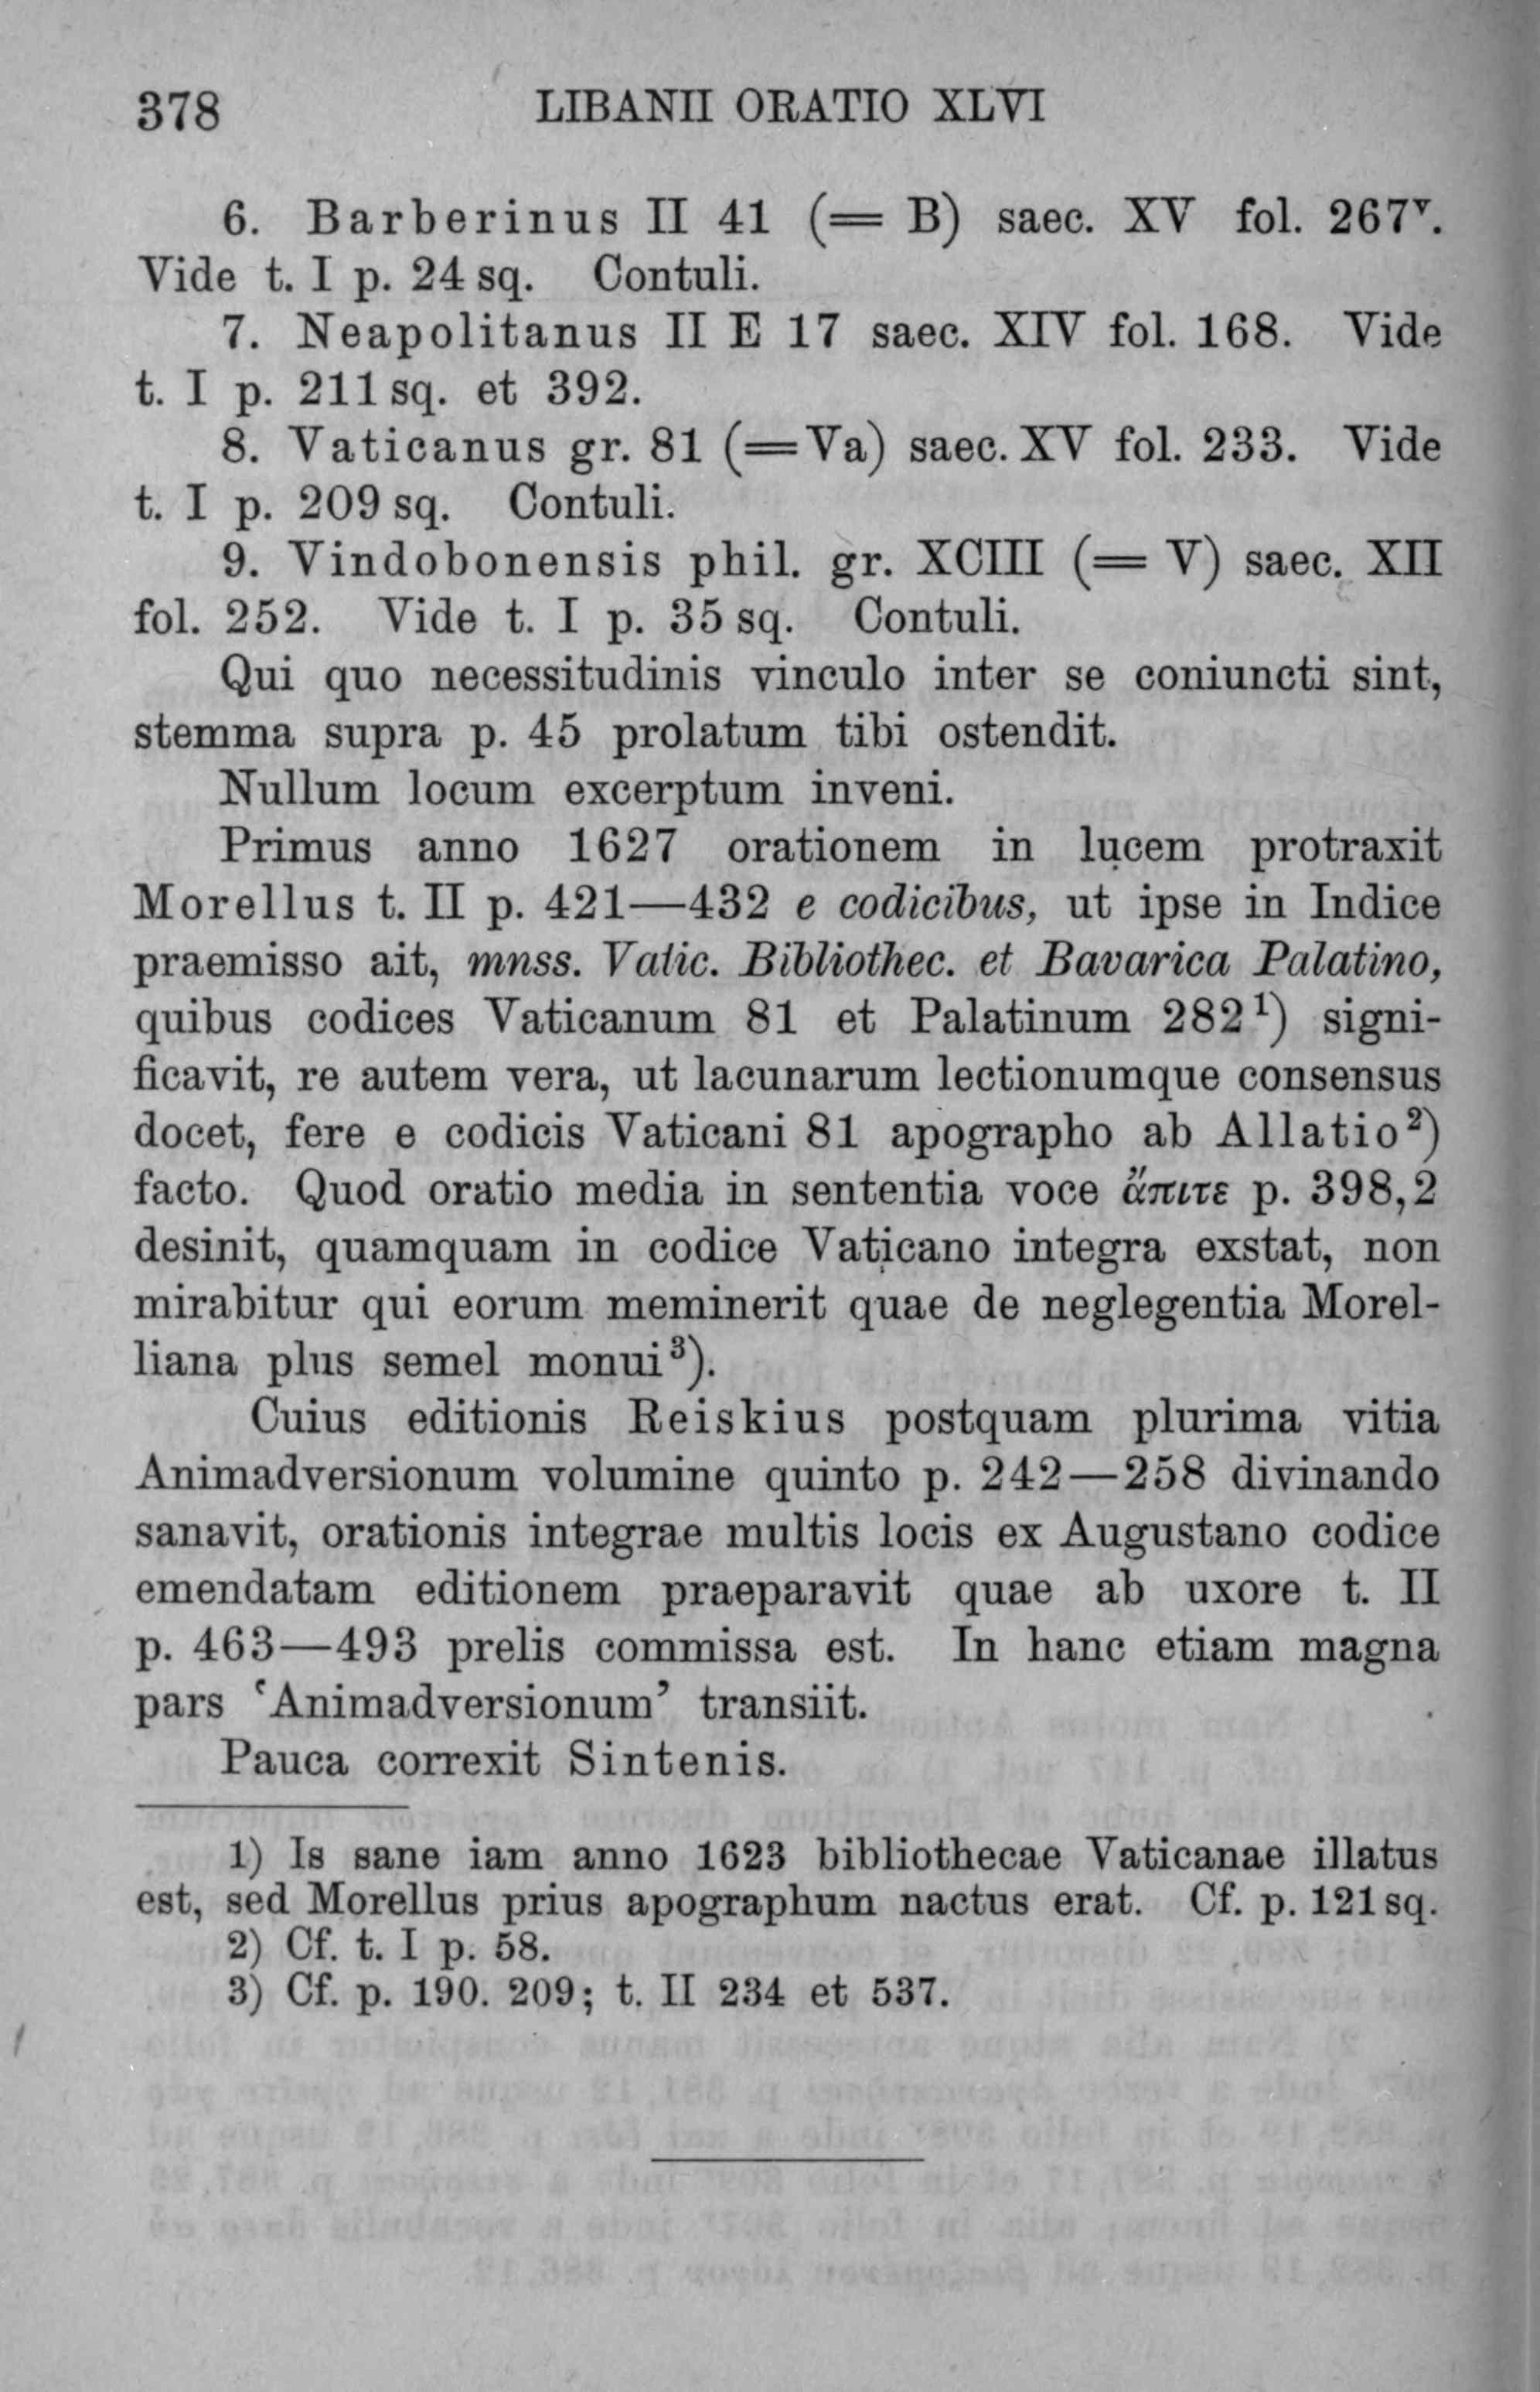 378 LIBANII ORATIO XLVI
6. Barberinus II 41 (= B) saec. XV fol. 267ᵛ.
Vide t. I p. 24 sq. Contuli.
7. Neapolitanus II E 17 saec. XIV fol. 168. Vide
t. I p. 211 sq. et 392.
8. Vaticanus gr. 81 (=Va) saec. XV fol. 233. Vide
t. I p. 209 sq. Contuli.
9. Vindobonensis phil. gr. XCIII (= V) saec. XII
fol. 252. Vide t. I p. 35 sq. Contuli.
Qui quo necessitudinis vinculo inter se coniuncti sint,
stemma supra p. 45 prolatum tibi ostendit.
Nullum locum excerptum inveni.
Primus anno 1627 orationem in lucem protraxit
Morellus t. II p. 421—432 e codicibus, ut ipse in Indice
praemisso ait, mnss. Vatic. Bibliothec. et Bavarica Palatino,
quibus codices Vaticanum 81 et Palatinum 282¹) signi-
ficavit, re autem vera, ut lacunarum lectionumque consensus
docet, fere e codicis Vaticani 81 apographo ab Allatio²)
facto. Quod oratio media in sententia voce ἄπιτε p. 398,2
desinit, quamquam in codice Vaticano integra exstat, non
mirabitur qui eorum meminerit quae de neglegentia Morel-
liana plus semel monui³).
Cuius editionis Reiskius postquam plurima vitia
Animadversionum volumine quinto p. 242—258 divinando
sanavit, orationis integrae multis locis ex Augustano codice
emendatam editionem praeparavit quae ab uxore t. II
p. 463—493 prelis commissa est. In hanc etiam magna
pars ‘Animadversionum’ transiit.
Pauca correxit Sintenis.
1) Is sane iam anno 1623 bibliothecae Vaticanae illatus
est, sed Morellus prius apographum nactus erat. Cf. p. 121 sq.
2) Cf. t. I p. 58.
3) Cf. p. 190. 209; t. II 234 et 537.